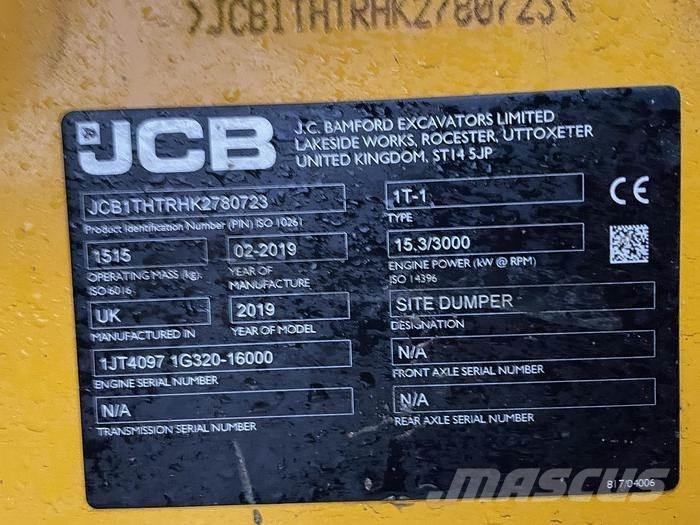 >JCB1THTRHK2780723<
JCB
J.C. BAMFORD EXCAVATORS LIMITED
LAKESIDE WORKS, ROCESTER, UTTOXETER
UNITED KINGDOM. ST14 5JP
JCB1THTRHK2780723
Product Identification Number (PIN) ISO 10261
1T-1
TYPE
CE
1515
OPERATING MASS (kg)
ISO 6016
02-2019
YEAR OF
MANUFACTURE
15.3/3000
ENGINE POWER (kW @ RPM)
ISO 14396
UK
MANUFACTURED IN
2019
YEAR OF MODEL
SITE DUMPER
DESIGNATION
1JT4097 1G320-16000
ENGINE SERIAL NUMBER
N/A
FRONT AXLE SERIAL NUMBER
N/A
TRANSMISSION SERIAL NUMBER
N/A
REAR AXLE SERIAL NUMBER
817/04006
MASCUS